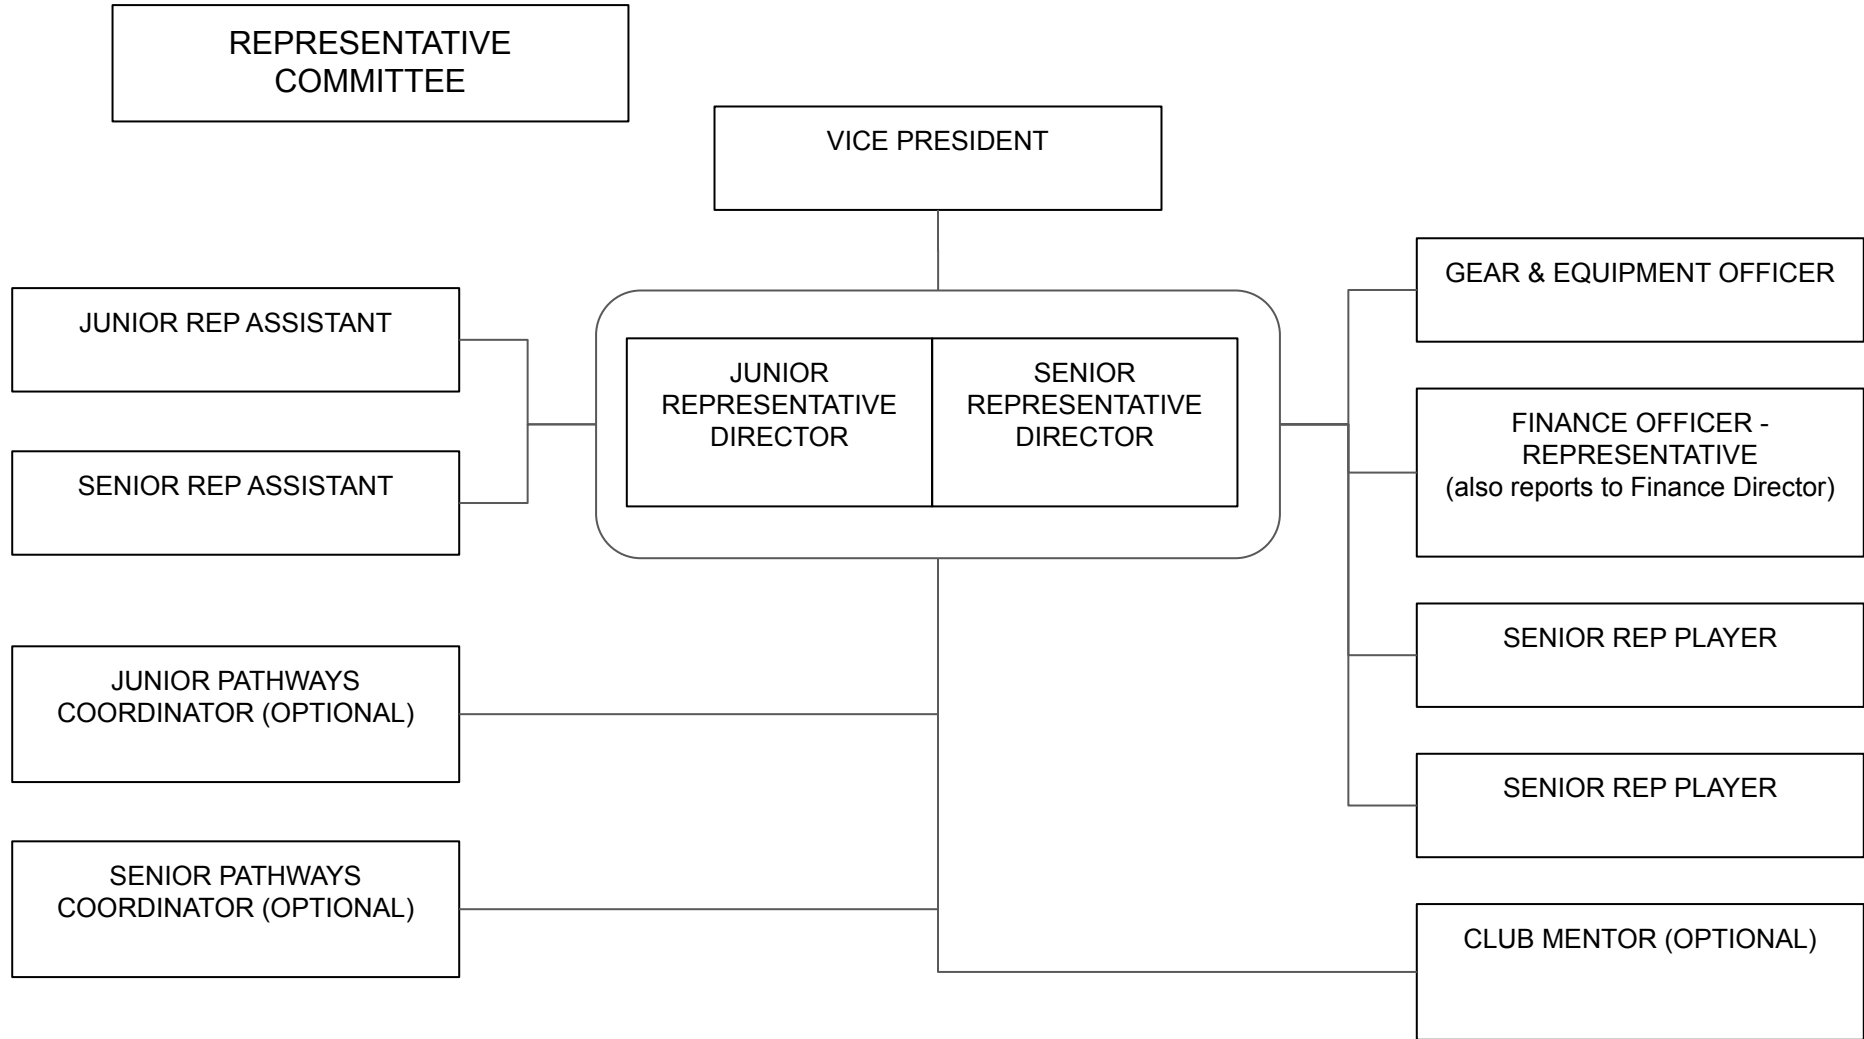 REPRESENTATIVE
COMMITTEE
VICE PRESIDENT
JUNIOR REP ASSISTANT
SENIOR REP ASSISTANT
JUNIOR
REPRESENTATIVE
DIRECTOR
SENIOR
REPRESENTATIVE
DIRECTOR
GEAR & EQUIPMENT OFFICER
FINANCE OFFICER -
REPRESENTATIVE
(also reports to Finance Director)
SENIOR REP PLAYER
SENIOR REP PLAYER
JUNIOR PATHWAYS
COORDINATOR (OPTIONAL)
SENIOR PATHWAYS
COORDINATOR (OPTIONAL)
CLUB MENTOR (OPTIONAL)